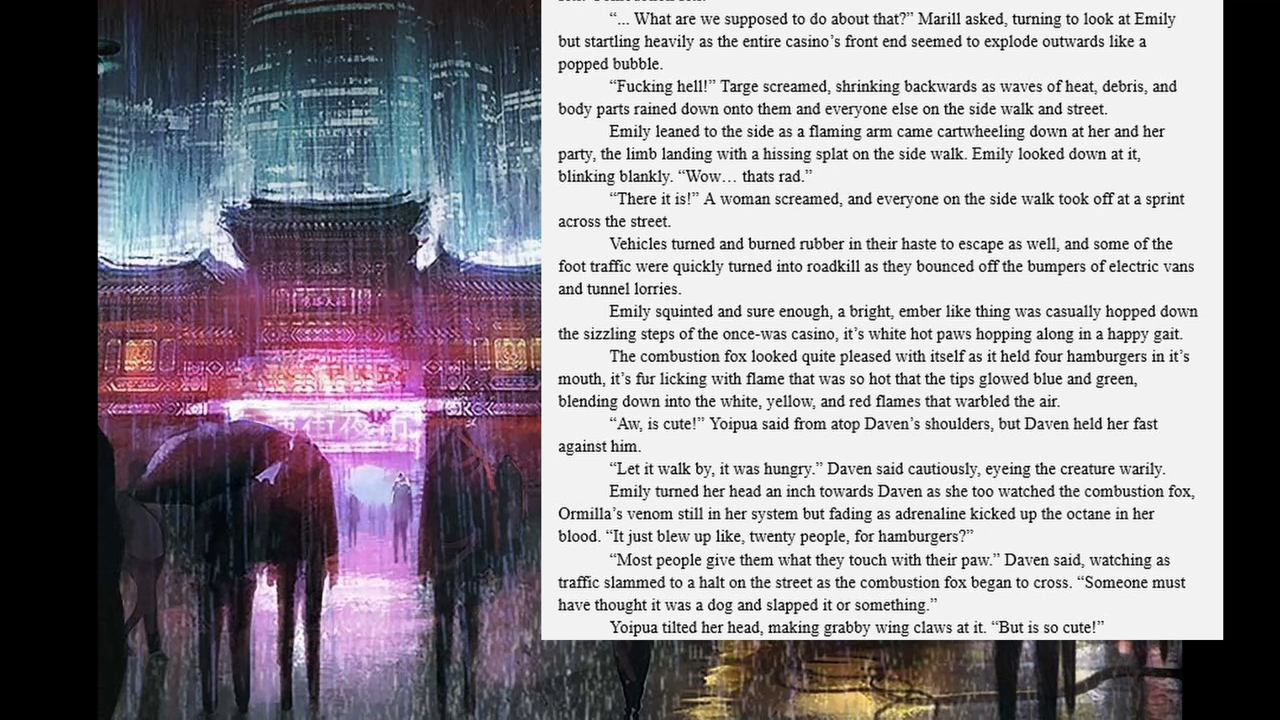 “... What are we supposed to do about that?” Marill asked, turning to look at Emily
but startling heavily as the entire casino’s front end seemed to explode outwards like a
popped bubble.
“Fucking hell!” Targe screamed, shrinking backwards as waves of heat, debris, and
body parts rained down onto them and everyone else on the side walk and street.
Emily leaned to the side as a flaming arm came cartwheeling down at her and her
party, the limb landing with a hissing splat on the side walk. Emily looked down at it,
blinking blankly. “Wow… thats rad.”
“There it is!” A woman screamed, and everyone on the side walk took off at a sprint
across the street.
Vehicles turned and burned rubber in their haste to escape as well, and some of the
foot traffic were quickly turned into roadkill as they bounced off the bumpers of electric vans
and tunnel lorries.
Emily squinted and sure enough, a bright, ember like thing was casually hopped down
the sizzling steps of the once-was casino, it’s white hot paws hopping along in a happy gait.
The combustion fox looked quite pleased with itself as it held four hamburgers in it’s
mouth, it’s fur licking with flame that was so hot that the tips glowed blue and green,
blending down into the white, yellow, and red flames that warbled the air.
“Aw, is cute!” Yoipua said from atop Daven’s shoulders, but Daven held her fast
against him.
“Let it walk by, it was hungry.” Daven said cautiously, eyeing the creature warily.
Emily turned her head an inch towards Daven as she too watched the combustion fox,
Ormilla’s venom still in her system but fading as adrenaline kicked up the octane in her
blood. “It just blew up like, twenty people, for hamburgers?”
“Most people give them what they touch with their paw.” Daven said, watching as
traffic slammed to a halt on the street as the combustion fox began to cross. “Someone must
have thought it was a dog and slapped it or something.”
Yoipua tilted her head, making grabby wing claws at it. “But is so cute!”